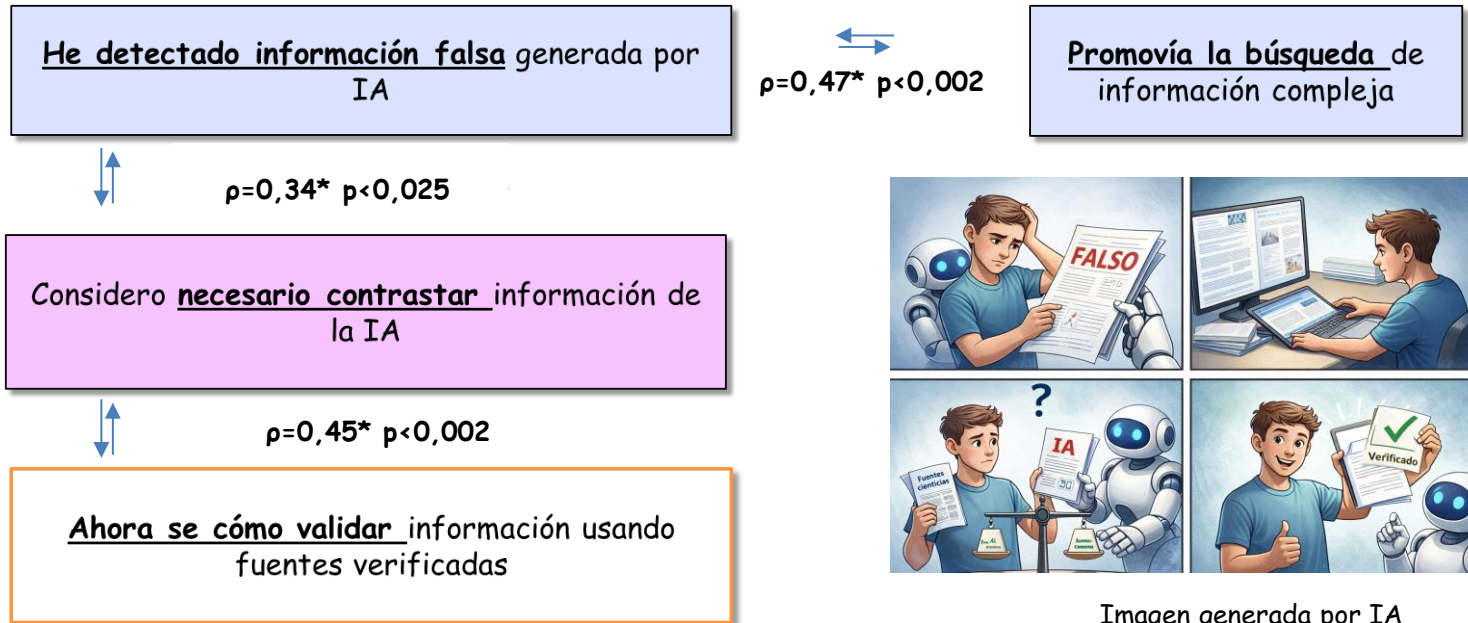 He detectado información falsa generada por
IA
ρ=0,47* p<0,002
Promovía la búsqueda de
información compleja
ρ=0,34* p<0,025
Considero necesario contrastar información de
la IA
ρ=0,45* p<0,002
Ahora se cómo validar información usando
fuentes verificadas
FALSO
?
Fuentes
IA
Verificado
Imagen generada por IA